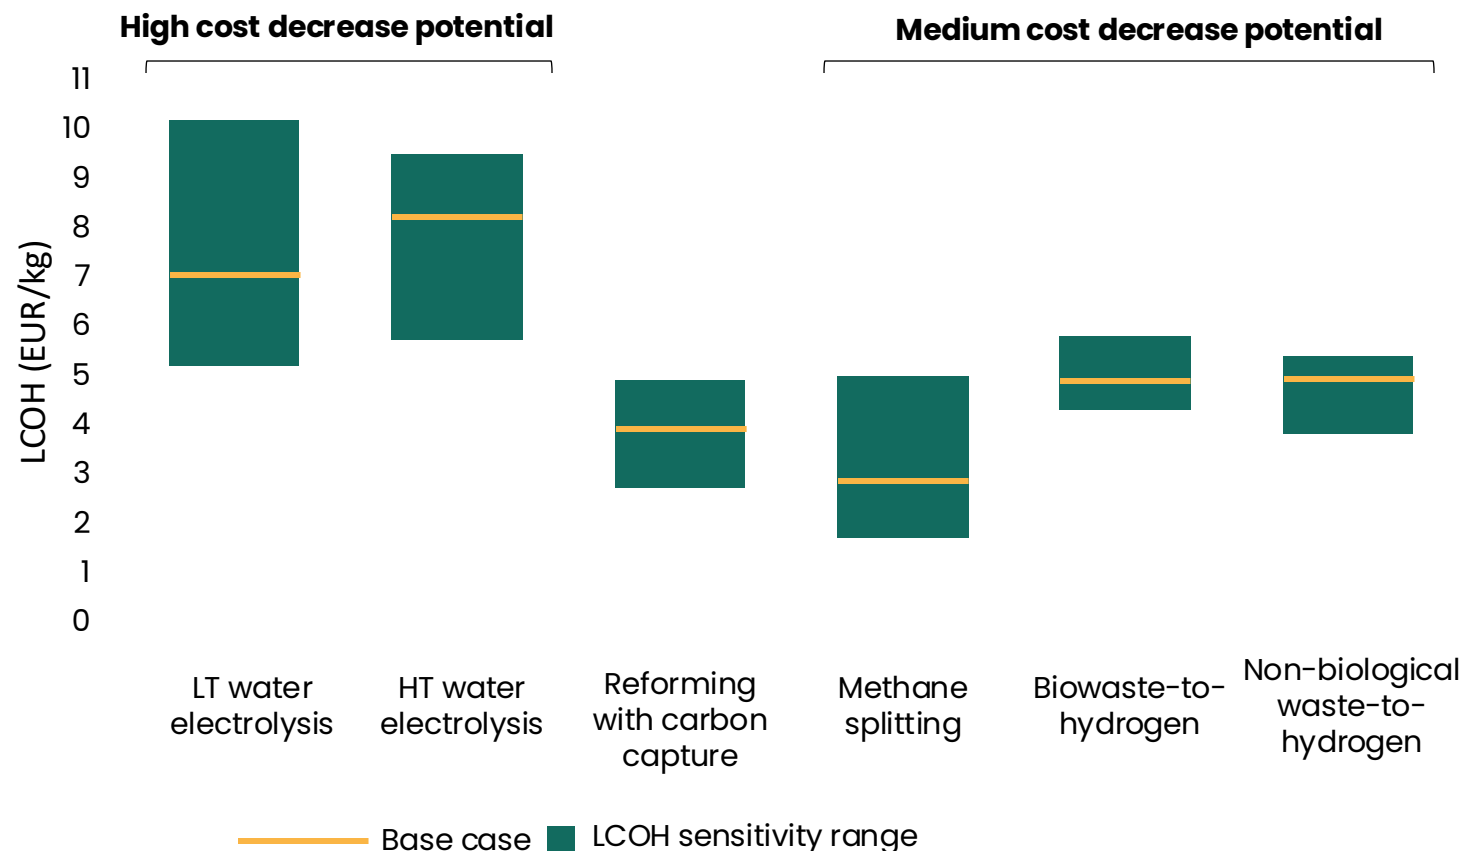 High cost decrease potential
Medium cost decrease potential
11
10
9
8
7
6
5
4
3
2
1
0
LCOH (EUR/kg)
LT water
electrolysis
HT water
electrolysis
Reforming
with carbon
capture
Methane
splitting
Biowaste-to-
hydrogen
Non-biological
waste-to-
hydrogen
Base case
LCOH sensitivity range